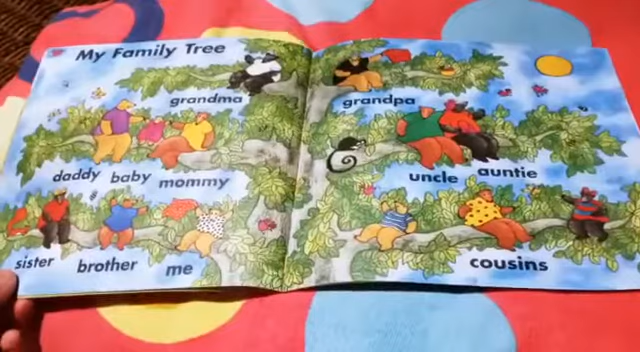 My Family Tree
grandma
grandpa
daddy baby mommy
uncle auntie
sister brother me
cousins